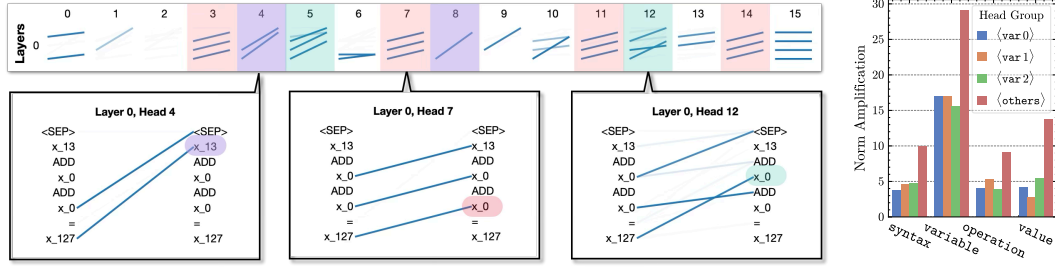 0 1 2 3 4 5 6 7 8 9 10 11 12 13 14 15
Layers
0
Layer 0, Head 4
<SEP> <SEP>
x_13 x_13
ADD ADD
x_0 x_0
ADD ADD
x_0 x_0
= =
x_127 x_127
Layer 0, Head 7
<SEP> <SEP>
x_13 x_13
ADD ADD
x_0 x_0
ADD ADD
x_0 x_0
= =
x_127 x_127
Layer 0, Head 12
<SEP> <SEP>
x_13 x_13
ADD ADD
x_0 x_0
ADD ADD
x_0 x_0
= =
x_127 x_127
Norm Amplification
30
25
20
15
10
5
0
Head Group
⟨var0⟩
⟨var1⟩
⟨var2⟩
⟨others⟩
syntax variable operation value